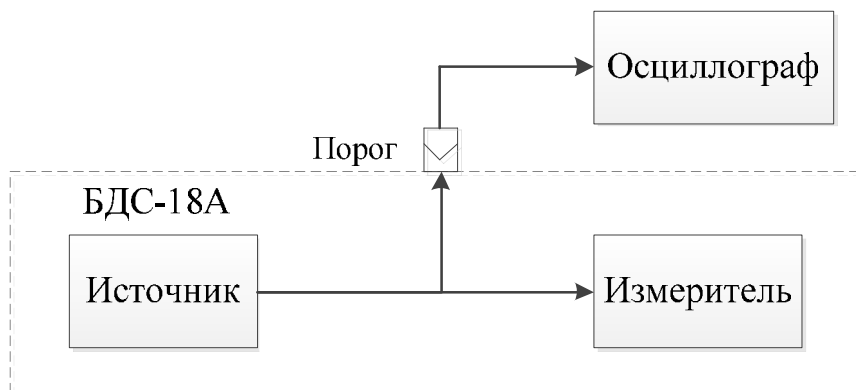 Осциллограф
Порог
БДС-18А
Источник
Измеритель